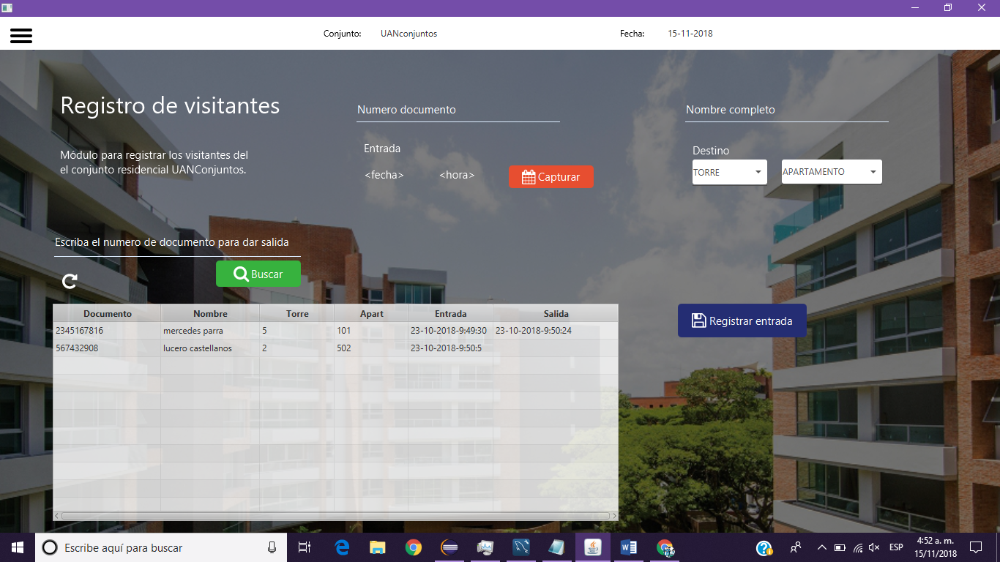 Conjunto: UANconjuntos Fecha: 15-11-2018
Registro de visitantes
Numero documento
Nombre completo
Módulo para registrar los visitantes del
el conjunto residencial UANConjuntos.
Entrada
<fecha> <hora> Capturar
Destino
TORRE APARTAMENTO
Escriba el numero de documento para dar salida
Buscar
Documento Nombre Torre Apart Entrada Salida
2345167816 mercedes parra 5 101 23-10-2018-9:49:30 23-10-2018-9:50:24
567432908 lucero castellanos 2 502 23-10-2018-9:50:5
Registrar entrada
Escribe aquí para buscar
ESP
4:52 a. m.
15/11/2018